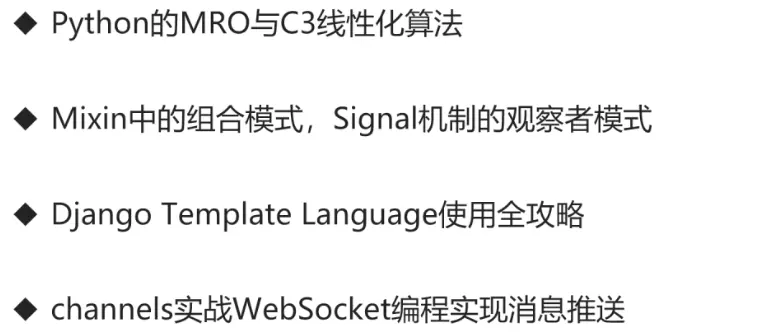 ◆ Python的MRO与C3线性化算法
◆ Mixin中的组合模式，Signal机制的观察者模式
◆ Django Template Language使用全攻略
◆ channels实战WebSocket编程实现消息推送